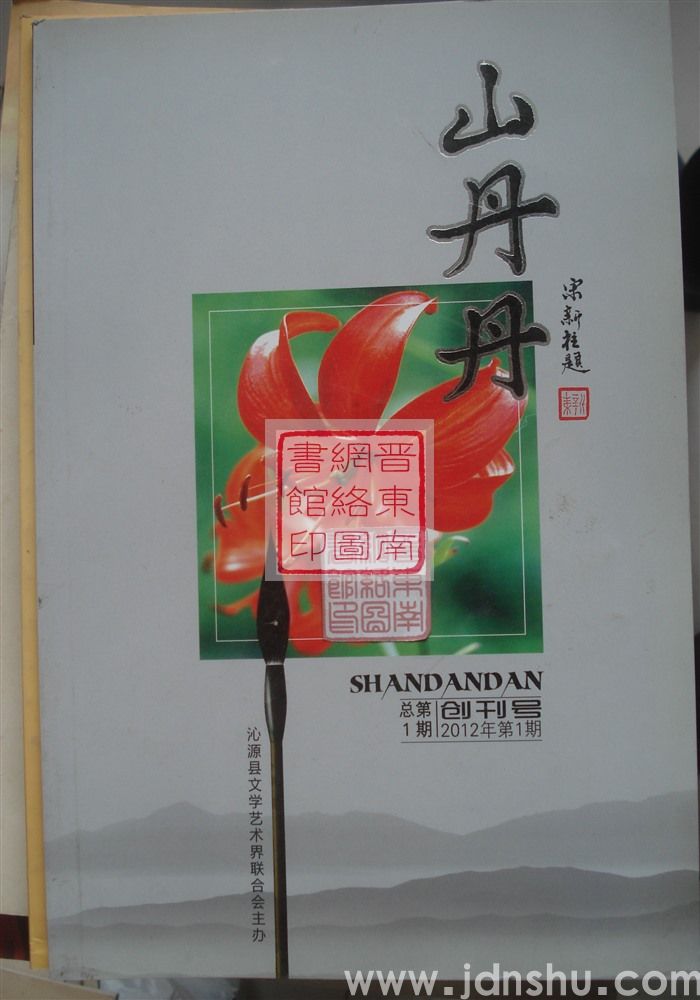 山丹丹
宋新柱题
晋東南
網絡圖
書館印
SHANDANDAN
总第
1期
创刊号
2012年第1期
沁源县文学艺术界联合会主办
www.jdnshu.com